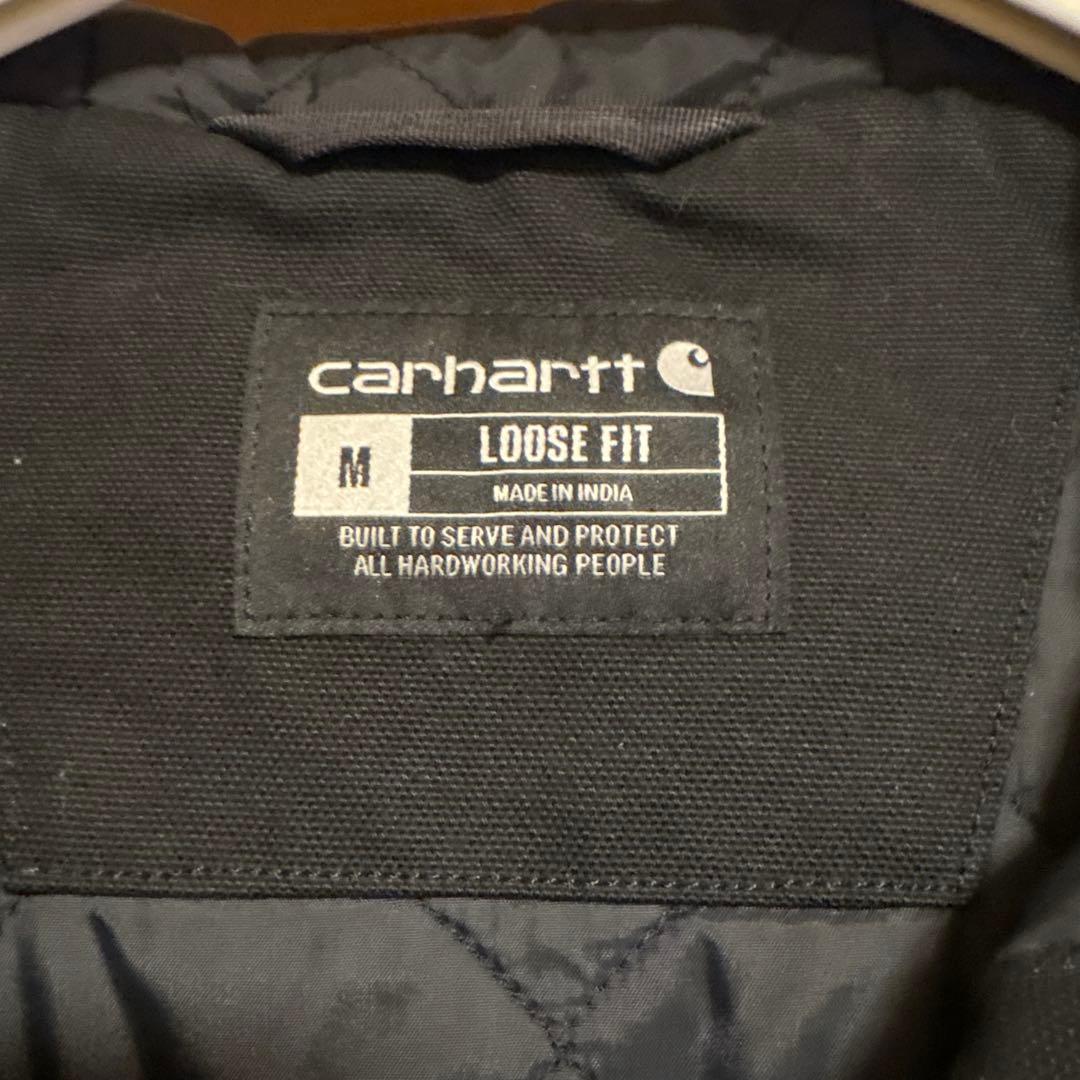 carhartt
M
LOOSE FIT
MADE IN INDIA
BUILT TO SERVE AND PROTECT
ALL HARDWORKING PEOPLE